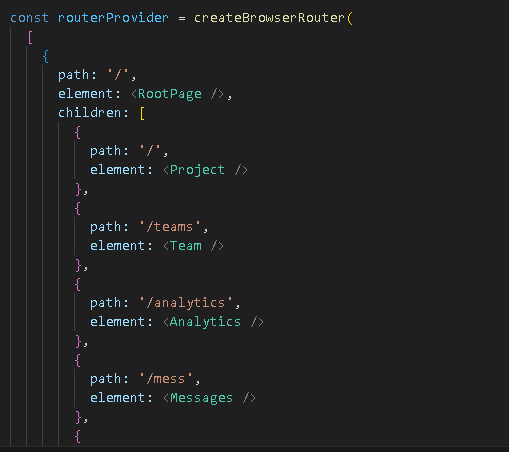 const routerProvider = createBrowserRouter(
[
{
path: '/',
element: <RootPage />,
children: [
{
path: '/',
element: <Project />
},
{
path: '/teams',
element: <Team />
},
{
path: '/analytics',
element: <Analytics />
},
{
path: '/mess',
element: <Messages />
},
{